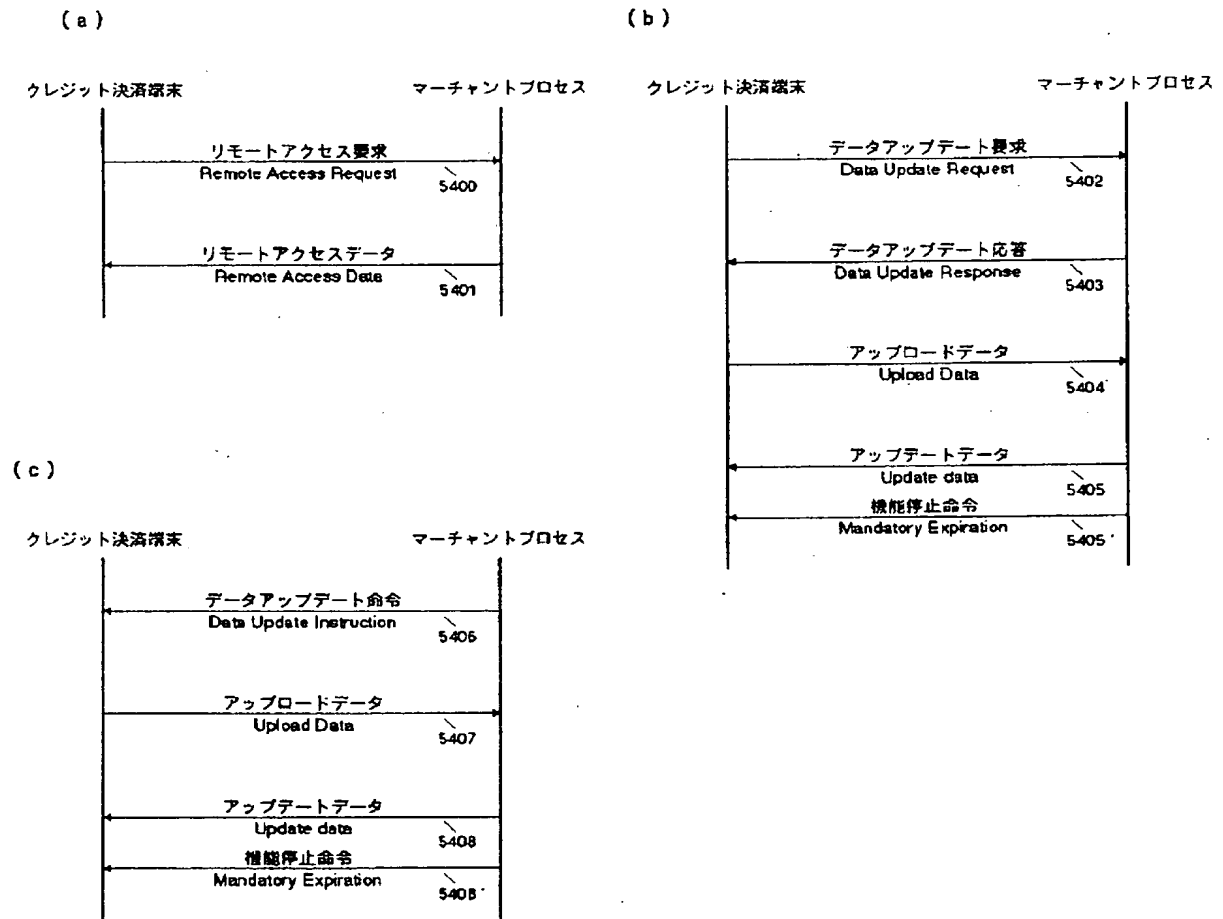 (a)
クレジット決済端末
マーチャントプロセス
リモートアクセス要求
Remote Access Request
5400
リモートアクセスデータ
Remote Access Data
5401
(b)
クレジット決済端末
マーチャントプロセス
データアップデート要求
Data Update Request
5402
データアップデート応答
Data Update Response
5403
アップロードデータ
Upload Data
5404'
アップデートデータ
Update data
5405
機能停止命令
Mandatory Expiration
5405'
(c)
クレジット決済端末
マーチャントプロセス
データアップデート命令
Data Update Instruction
5406
アップロードデータ
Upload Data
5407
アップデートデータ
Update data
5408
機能停止命令
Mandatory Expiration
5408'